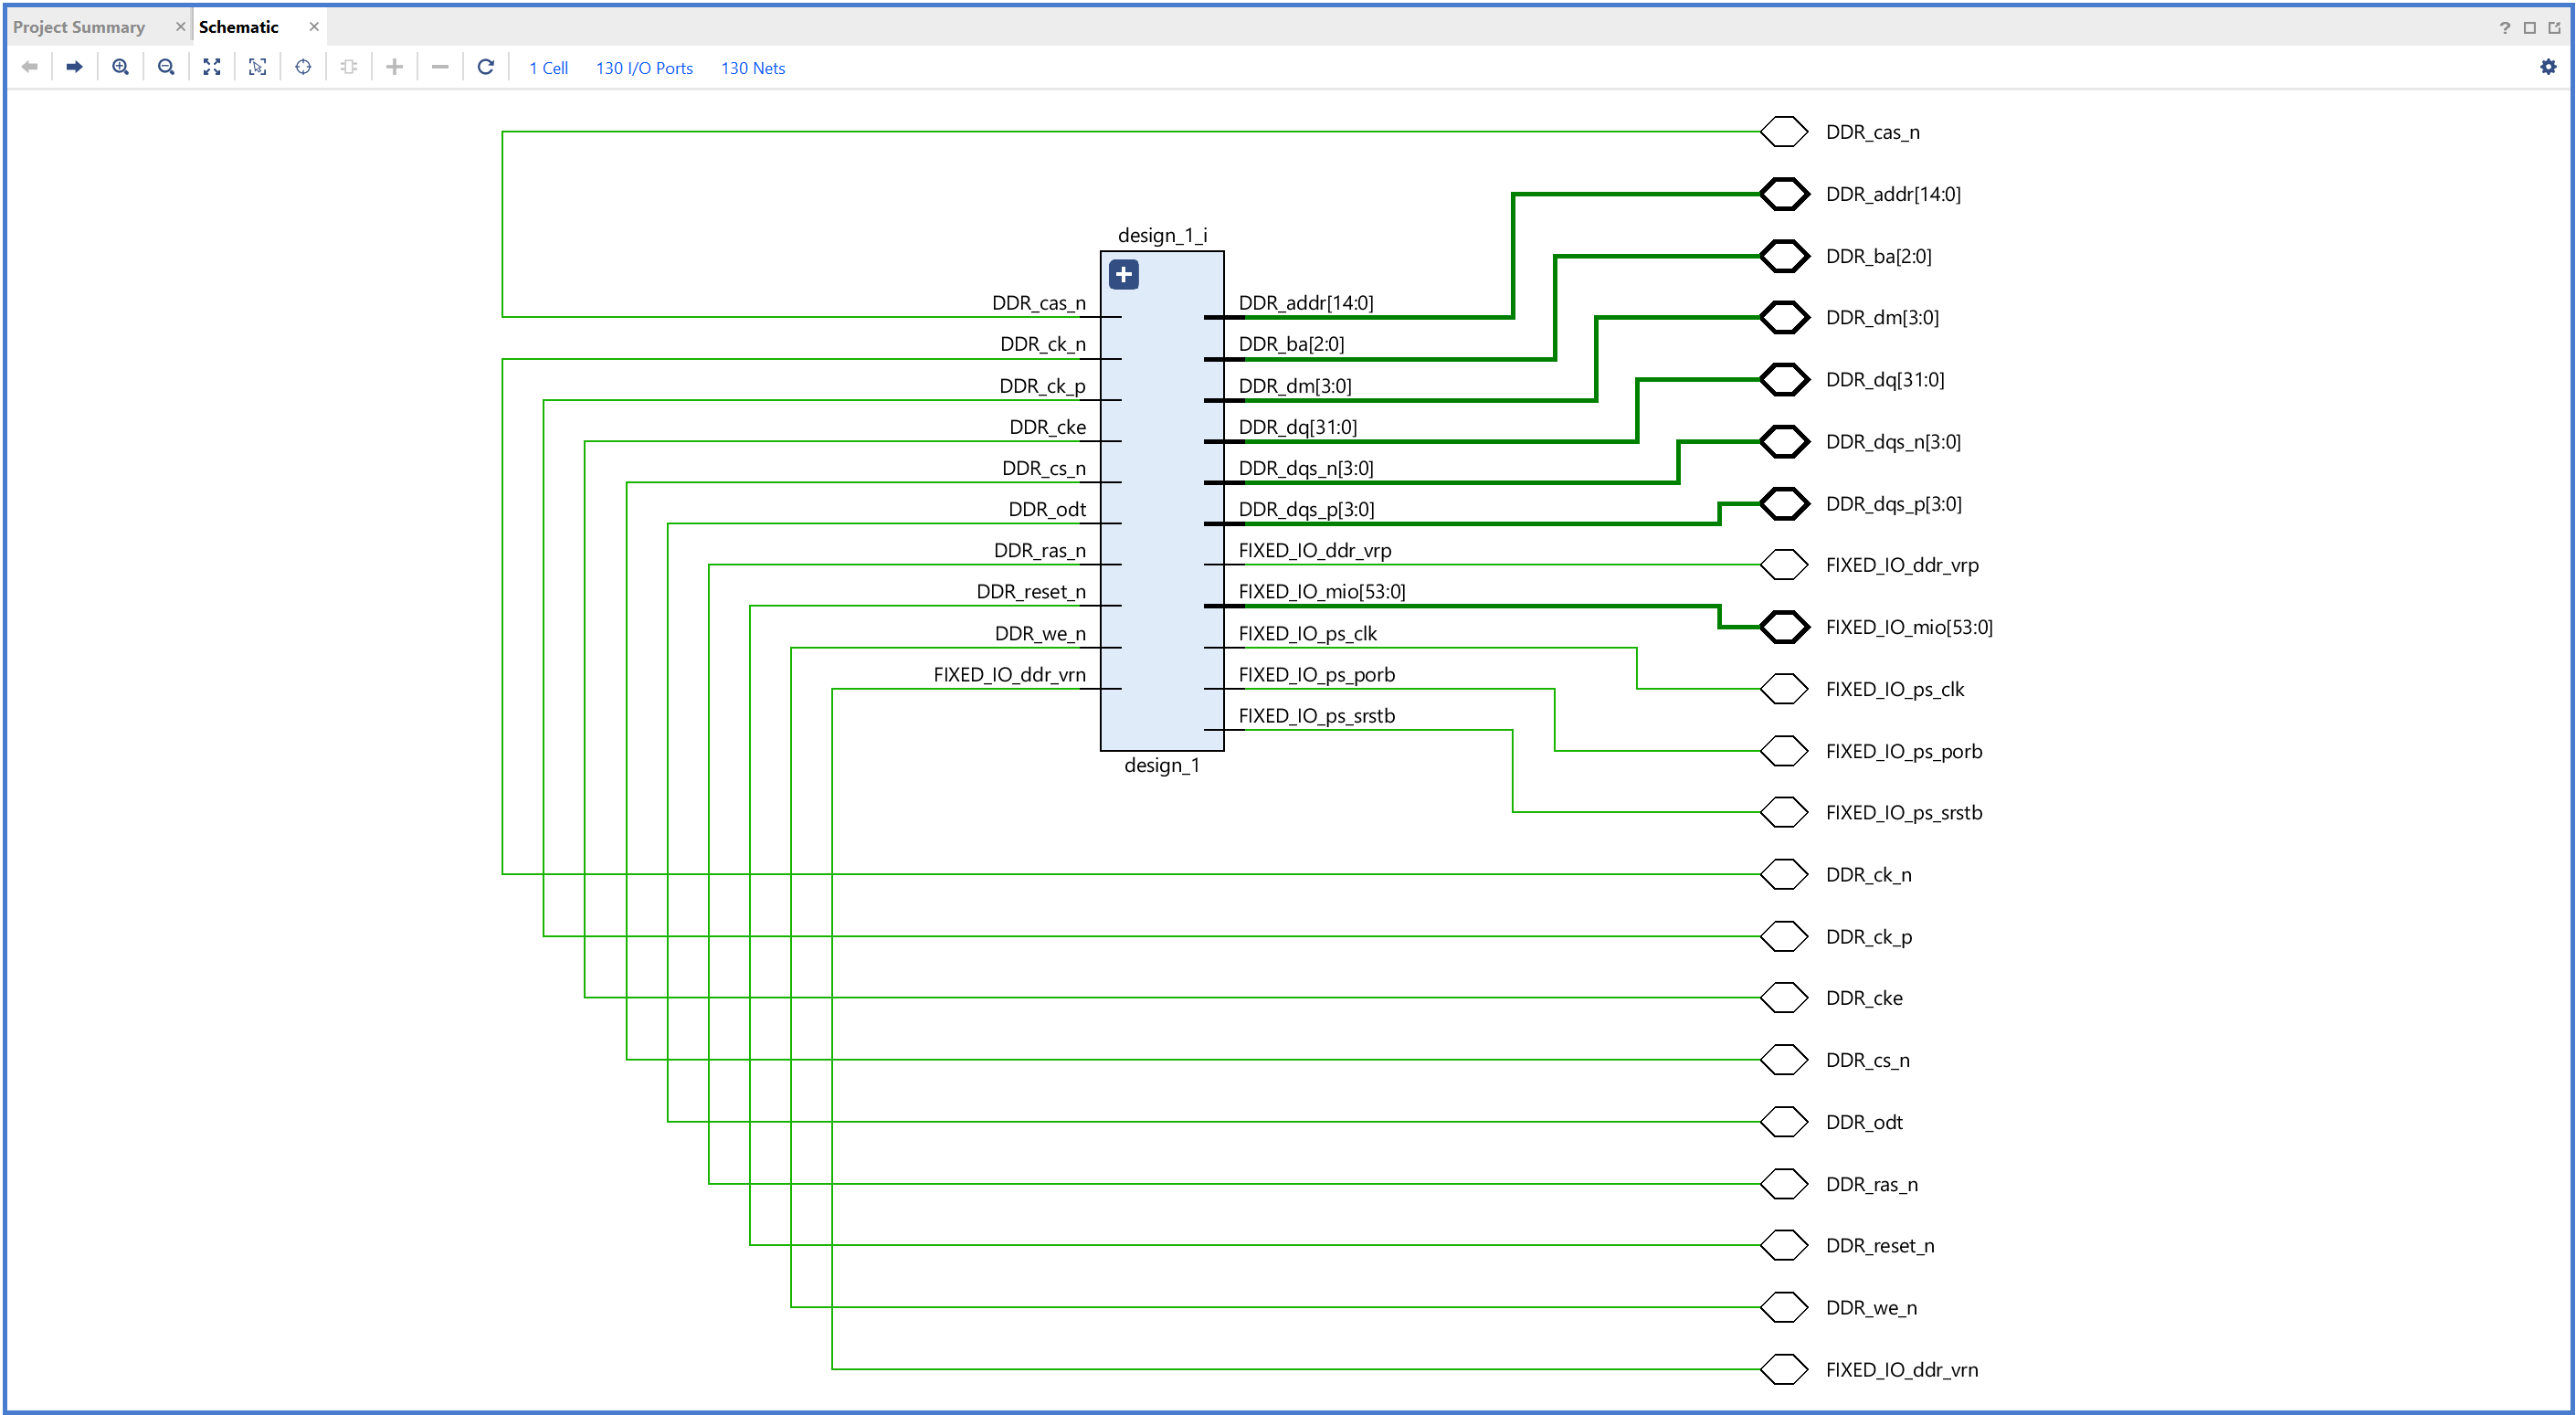 Project Summary
Schematic
?
1 Cell
130 I/O Ports
130 Nets
design_1_i
DDR_cas_n
DDR_ck_n
DDR_ck_p
DDR_cke
DDR_cs_n
DDR_odt
DDR_ras_n
DDR_reset_n
DDR_we_n
FIXED_IO_ddr_vrn
DDR_addr[14:0]
DDR_ba[2:0]
DDR_dm[3:0]
DDR_dq[31:0]
DDR_dqs_n[3:0]
DDR_dqs_p[3:0]
FIXED_IO_ddr_vrp
FIXED_IO_mio[53:0]
FIXED_IO_ps_clk
FIXED_IO_ps_porb
FIXED_IO_ps_srstb
design_1
DDR_cas_n
DDR_addr[14:0]
DDR_ba[2:0]
DDR_dm[3:0]
DDR_dq[31:0]
DDR_dqs_n[3:0]
DDR_dqs_p[3:0]
FIXED_IO_ddr_vrp
FIXED_IO_mio[53:0]
FIXED_IO_ps_clk
FIXED_IO_ps_porb
FIXED_IO_ps_srstb
DDR_ck_n
DDR_ck_p
DDR_cke
DDR_cs_n
DDR_odt
DDR_ras_n
DDR_reset_n
DDR_we_n
FIXED_IO_ddr_vrn